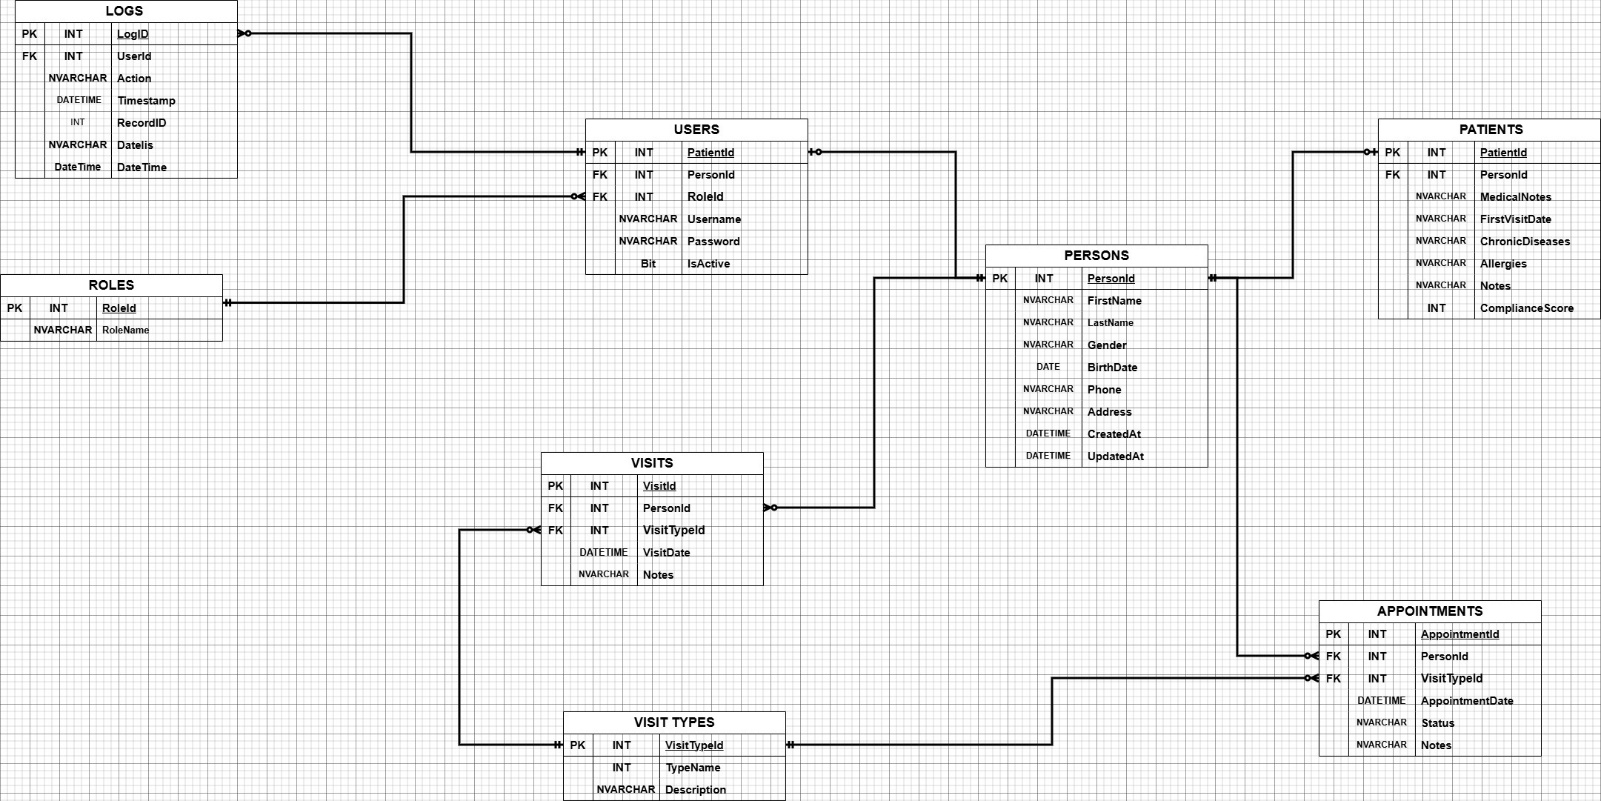 LOGS
PK INT LogID
FK INT UserId
NVARCHAR Action
DATETIME Timestamp
INT RecordID
NVARCHAR Datelis
DateTime DateTime
USERS
PK INT PatientId
FK INT PersonId
FK INT RoleId
NVARCHAR Username
NVARCHAR Password
Bit IsActive
PATIENTS
PK INT PatientId
FK INT PersonId
NVARCHAR MedicalNotes
NVARCHAR FirstVisitDate
NVARCHAR ChronicDiseases
NVARCHAR Allergies
NVARCHAR Notes
INT ComplianceScore
ROLES
PK INT RoleId
NVARCHAR RoleName
PERSONS
PK INT PersonId
NVARCHAR FirstName
NVARCHAR LastName
NVARCHAR Gender
DATE BirthDate
NVARCHAR Phone
NVARCHAR Address
DATETIME CreatedAt
DATETIME UpdatedAt
VISITS
PK INT VisitId
FK INT PersonId
FK INT VisitTypeId
DATETIME VisitDate
NVARCHAR Notes
APPOINTMENTS
PK INT AppointmentId
FK INT PersonId
FK INT VisitTypeId
DATETIME AppointmentDate
NVARCHAR Status
NVARCHAR Notes
VISIT TYPES
PK INT VisitTypeId
INT TypeName
NVARCHAR Description